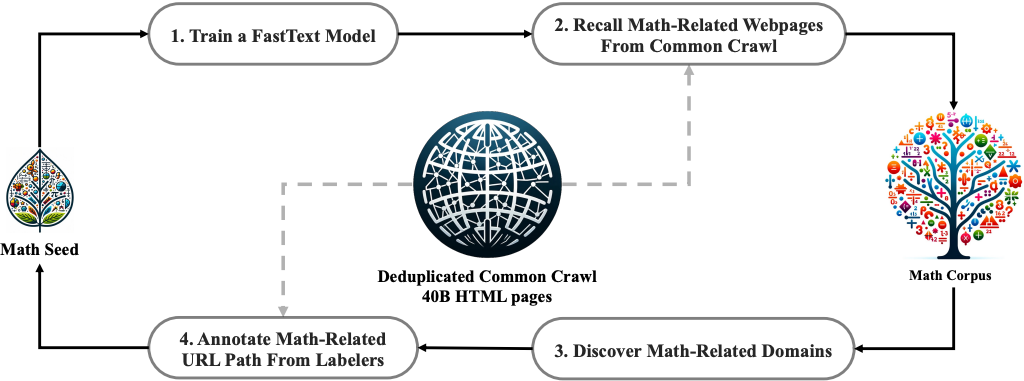 1. Train a FastText Model
2. Recall Math-Related Webpages
From Common Crawl
Math Seed
Deduplicated Common Crawl
40B HTML pages
Math Corpus
4. Annotate Math-Related
URL Path From Labelers
3. Discover Math-Related Domains